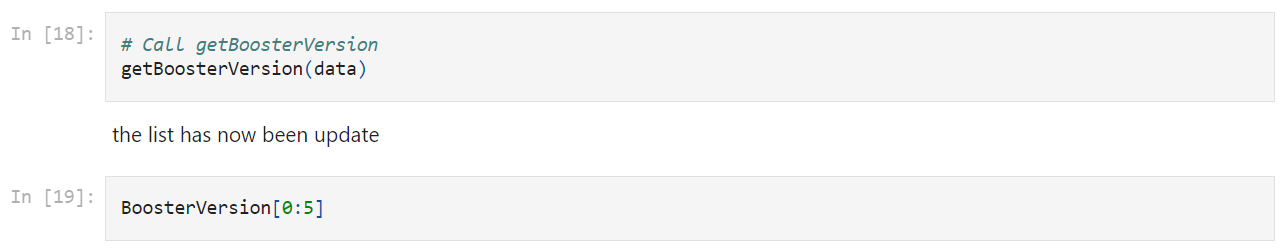 In [18]:
# Call getBoosterVersion
getBoosterVersion(data)
the list has now been update
In [19]:
BoosterVersion[0:5]